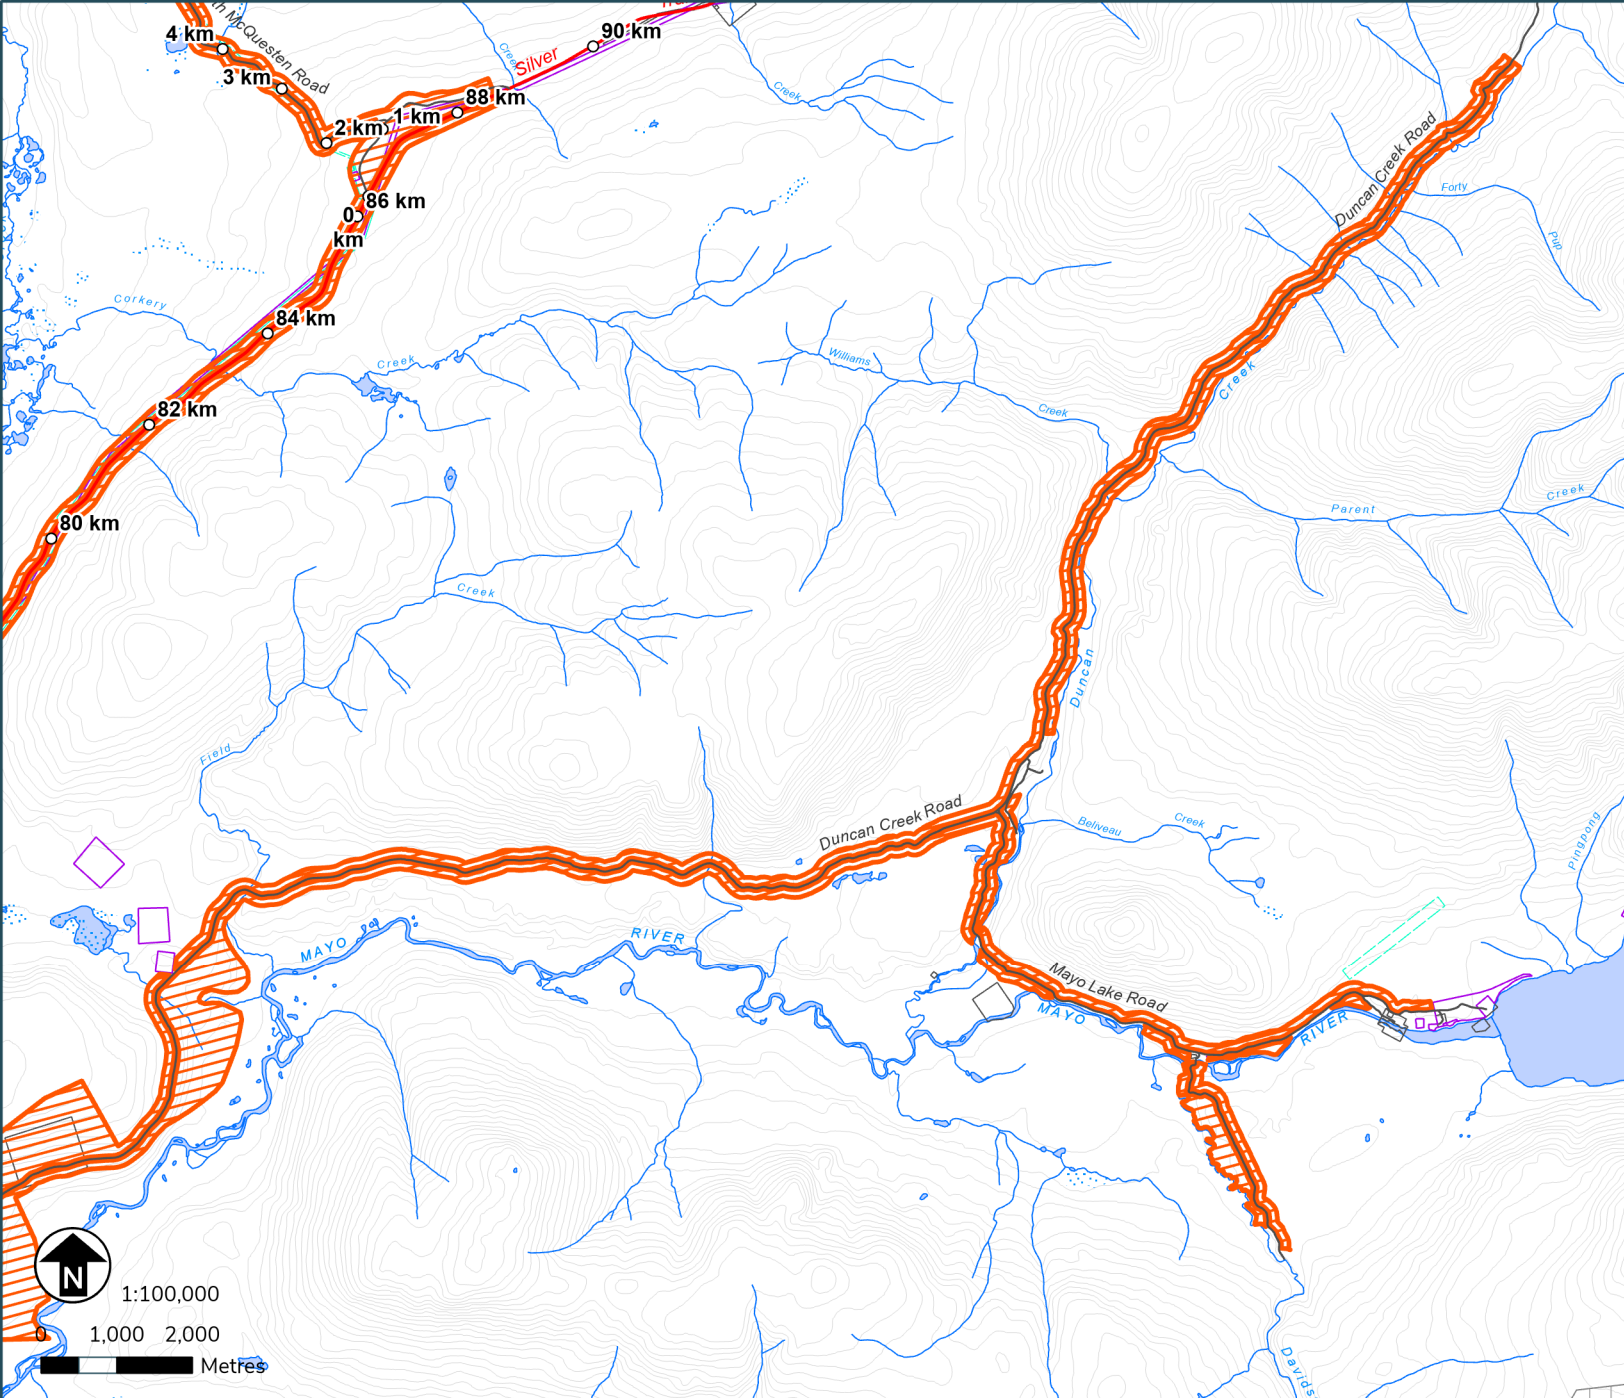 4 km
McQuesten Road
3 km
2 km
1 km
88 km
90 km
Silver
Creek
Creek
86 km
0
km
84 km
82 km
80 km
Corkery
Creek
Williams
Creek
Duncan Creek Road
Forty
Pup
Creek
Parent
Creek
Creek
Duncan
Field
Duncan Creek Road
Beliveau
Creek
Pingpong
MAYO
RIVER
Mayo Lake Road
MAYO
RIVER
N
1:100,000
0 1,000 2,000
Metres